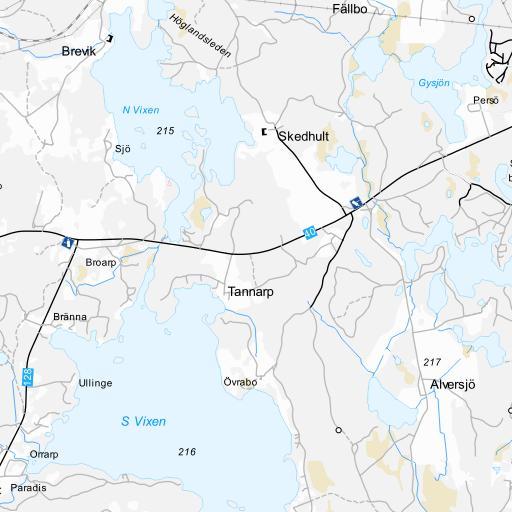 Fällbo
Höglandsleden
Brevik
Gysjön
Persö
N Vixen
215
Skedhult
Sjö
40
Broarp
Tannarp
Bränna
217
128
Ullinge
Övrabo
Alversjö
S Vixen
216
Orrarp
Paradis